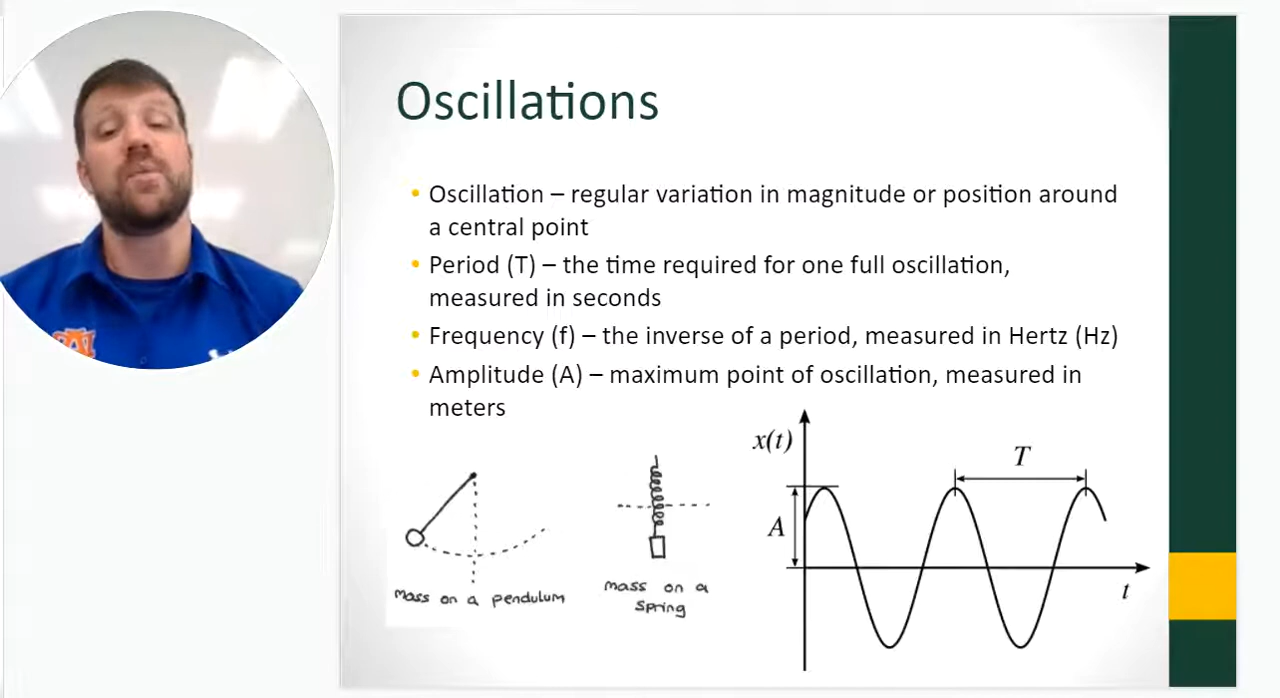 Oscillations
• Oscillation – regular variation in magnitude or position around
a central point
• Period (T) – the time required for one full oscillation,
measured in seconds
• Frequency (f) – the inverse of a period, measured in Hertz (Hz)
• Amplitude (A) – maximum point of oscillation, measured in
meters
mass on a pendulum
mass on a
spring
x(t)
T
A
t